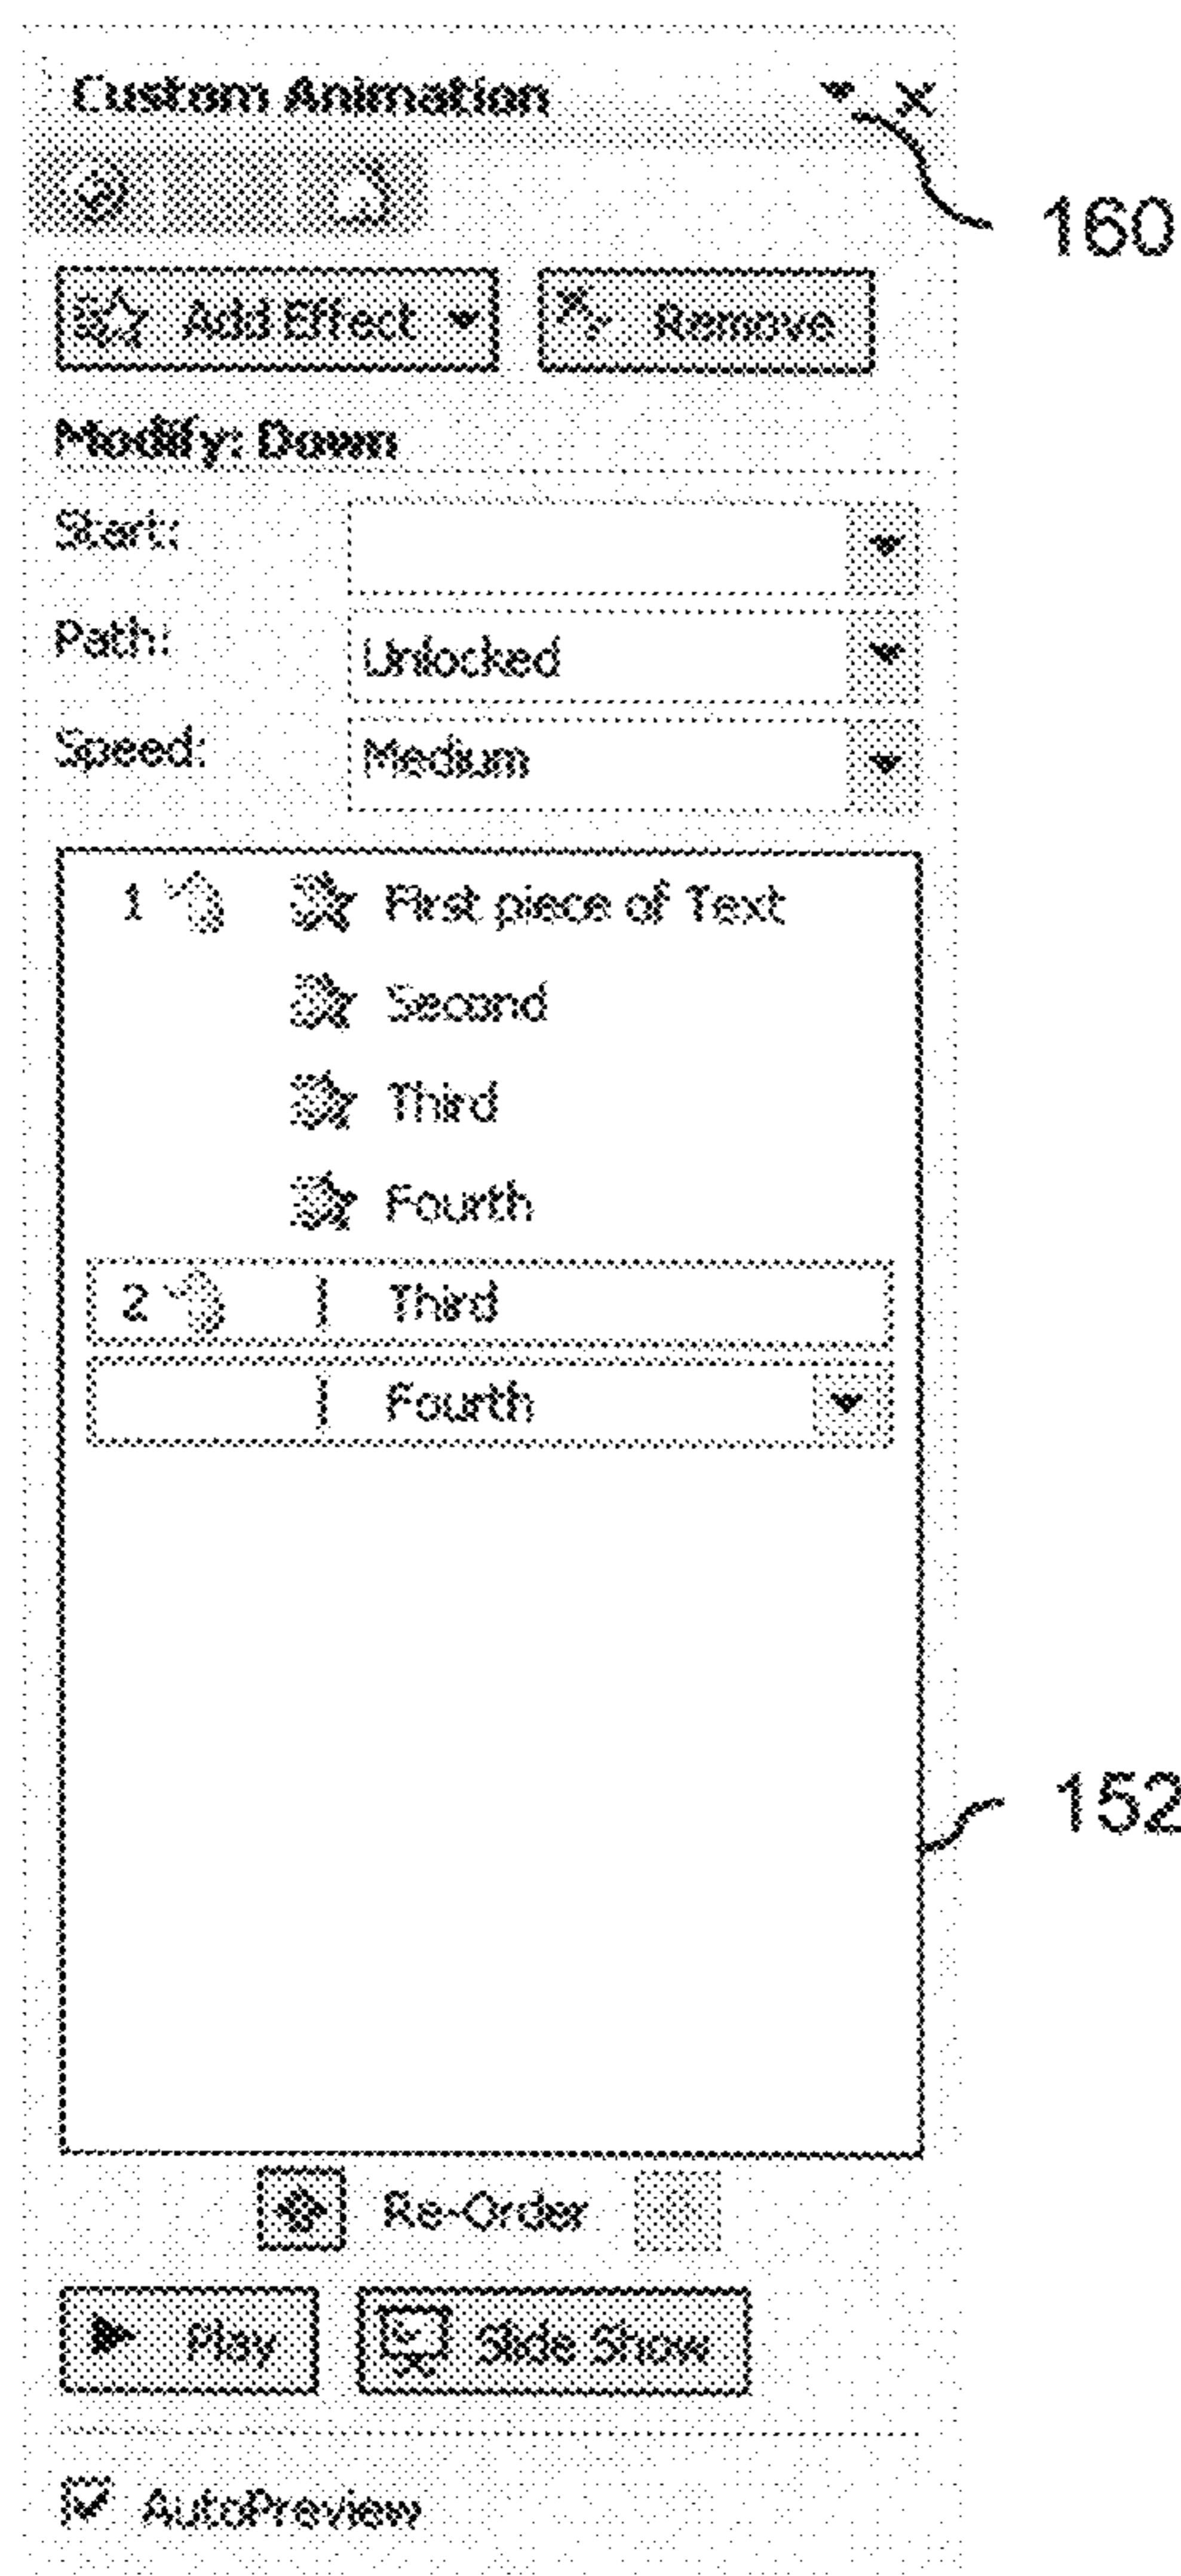 Custom Animation
160
Add Effect Remove
Modify: Down
Start:
Path: Unlocked
Speed: Medium
1 First piece of Text
Second
Third
Fourth
2 Third
Fourth
152
Re-Order
Play Slide Show
AutoPreview